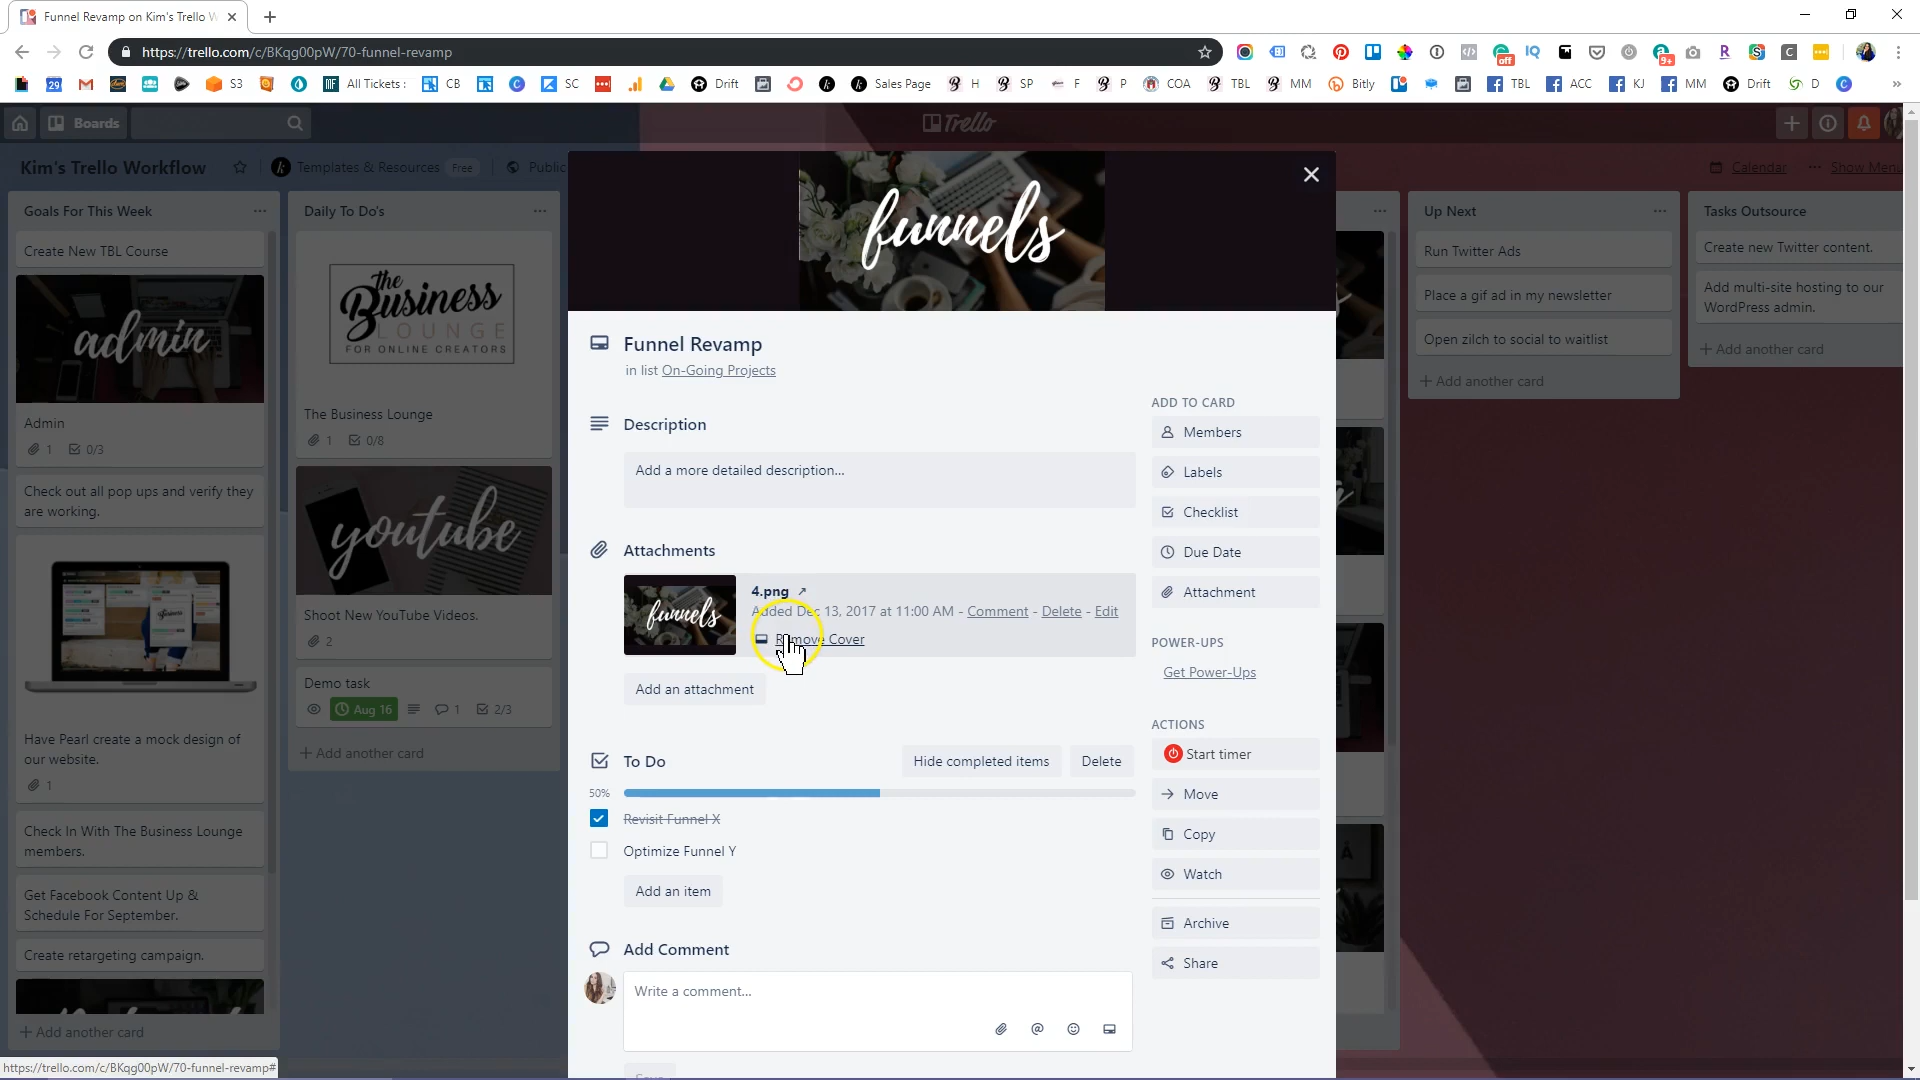 Funnel Revamp on Kim's Trello W
https://trello.com/c/BKqg00pW/70-funnel-revamp
off
IQ
9+
R
C
29
S3
MF All Tickets :
CB
SC
Drift
Sales Page
H
SP
F
P
COA
TBL
MM
Bitly
TBL
ACC
KJ
MM
Drift
D
Boards
Trello
Kim's Trello Workflow
Templates & Resources Free
Public
Calendar
Show Menu
Goals For This Week
Create New TBL Course
admin
Admin
1 0/3
Check out all pop ups and verify they
are working.
Have Pearl create a mock design of
our website.
1
Check In With The Business Lounge
members.
Get Facebook Content Up &
Schedule For September.
Create retargeting campaign.
+ Add another card
Daily To Do's
the
Business
LOUNGE
FOR ONLINE CREATORS
The Business Lounge
1 0/8
youtube
Shoot New YouTube Videos.
2
Demo task
Aug 16 1 2/3
+ Add another card
funnels
Funnel Revamp
in list On-Going Projects
Description
Add a more detailed description...
Attachments
funnels
4.png ↗
Added Dec 13, 2017 at 11:00 AM - Comment - Delete - Edit
Remove Cover
Add an attachment
To Do
Hide completed items
Delete
50%
Revisit Funnel X
Optimize Funnel Y
Add an item
Add Comment
Write a comment...
ADD TO CARD
Members
Labels
Checklist
Due Date
Attachment
POWER-UPS
Get Power-Ups
ACTIONS
Start timer
Move
Copy
Watch
Archive
Share
Up Next
Run Twitter Ads
Place a gif ad in my newsletter
Open zilch to social to waitlist
+ Add another card
Tasks Outsource
Create new Twitter content.
Add multi-site hosting to our
WordPress admin.
+ Add another card
https://trello.com/c/BKqg00pW/70-funnel-revamp#